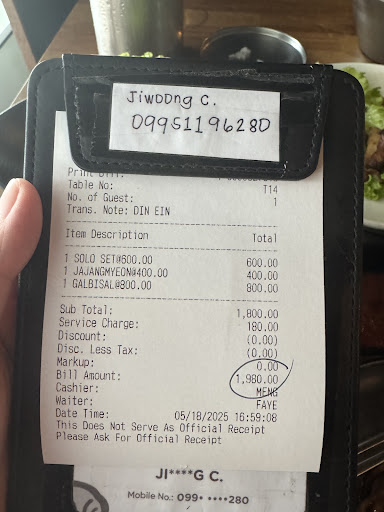 Jiwoong C.
09951196280
Print Bill:
Table No: T14
No. of Guest: 1
Trans. Note: DIN EIN
Item Description Total
1 SOLO SET@600.00 600.00
1 JAJANGMYEON@400.00 400.00
1 GALBISAL@800.00 800.00
Sub Total: 1,800.00
Service Charge: 180.00
Discount: (0.00)
Disc. Less Tax: (0.00)
Markup: 0.00
Bill Amount: 1,980.00
Cashier: MENG
Waiter: FAYE
Date Time: 05/18/2025 16:59:08
This Does Not Serve As Official Receipt
Please Ask For Official Receipt
JI****G C.
Mobile No.: 099• ••••280